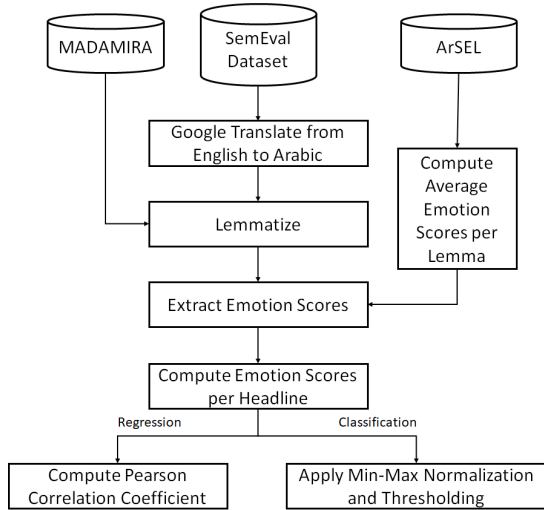 MADAMIRA
SemEval
Dataset
ArSEL
Google Translate from
English to Arabic
Compute
Average
Emotion
Scores per
Lemma
Lemmatize
Extract Emotion Scores
Compute Emotion Scores
per Headline
Regression
Classification
Compute Pearson
Correlation Coefficient
Apply Min-Max Normalization
and Thresholding